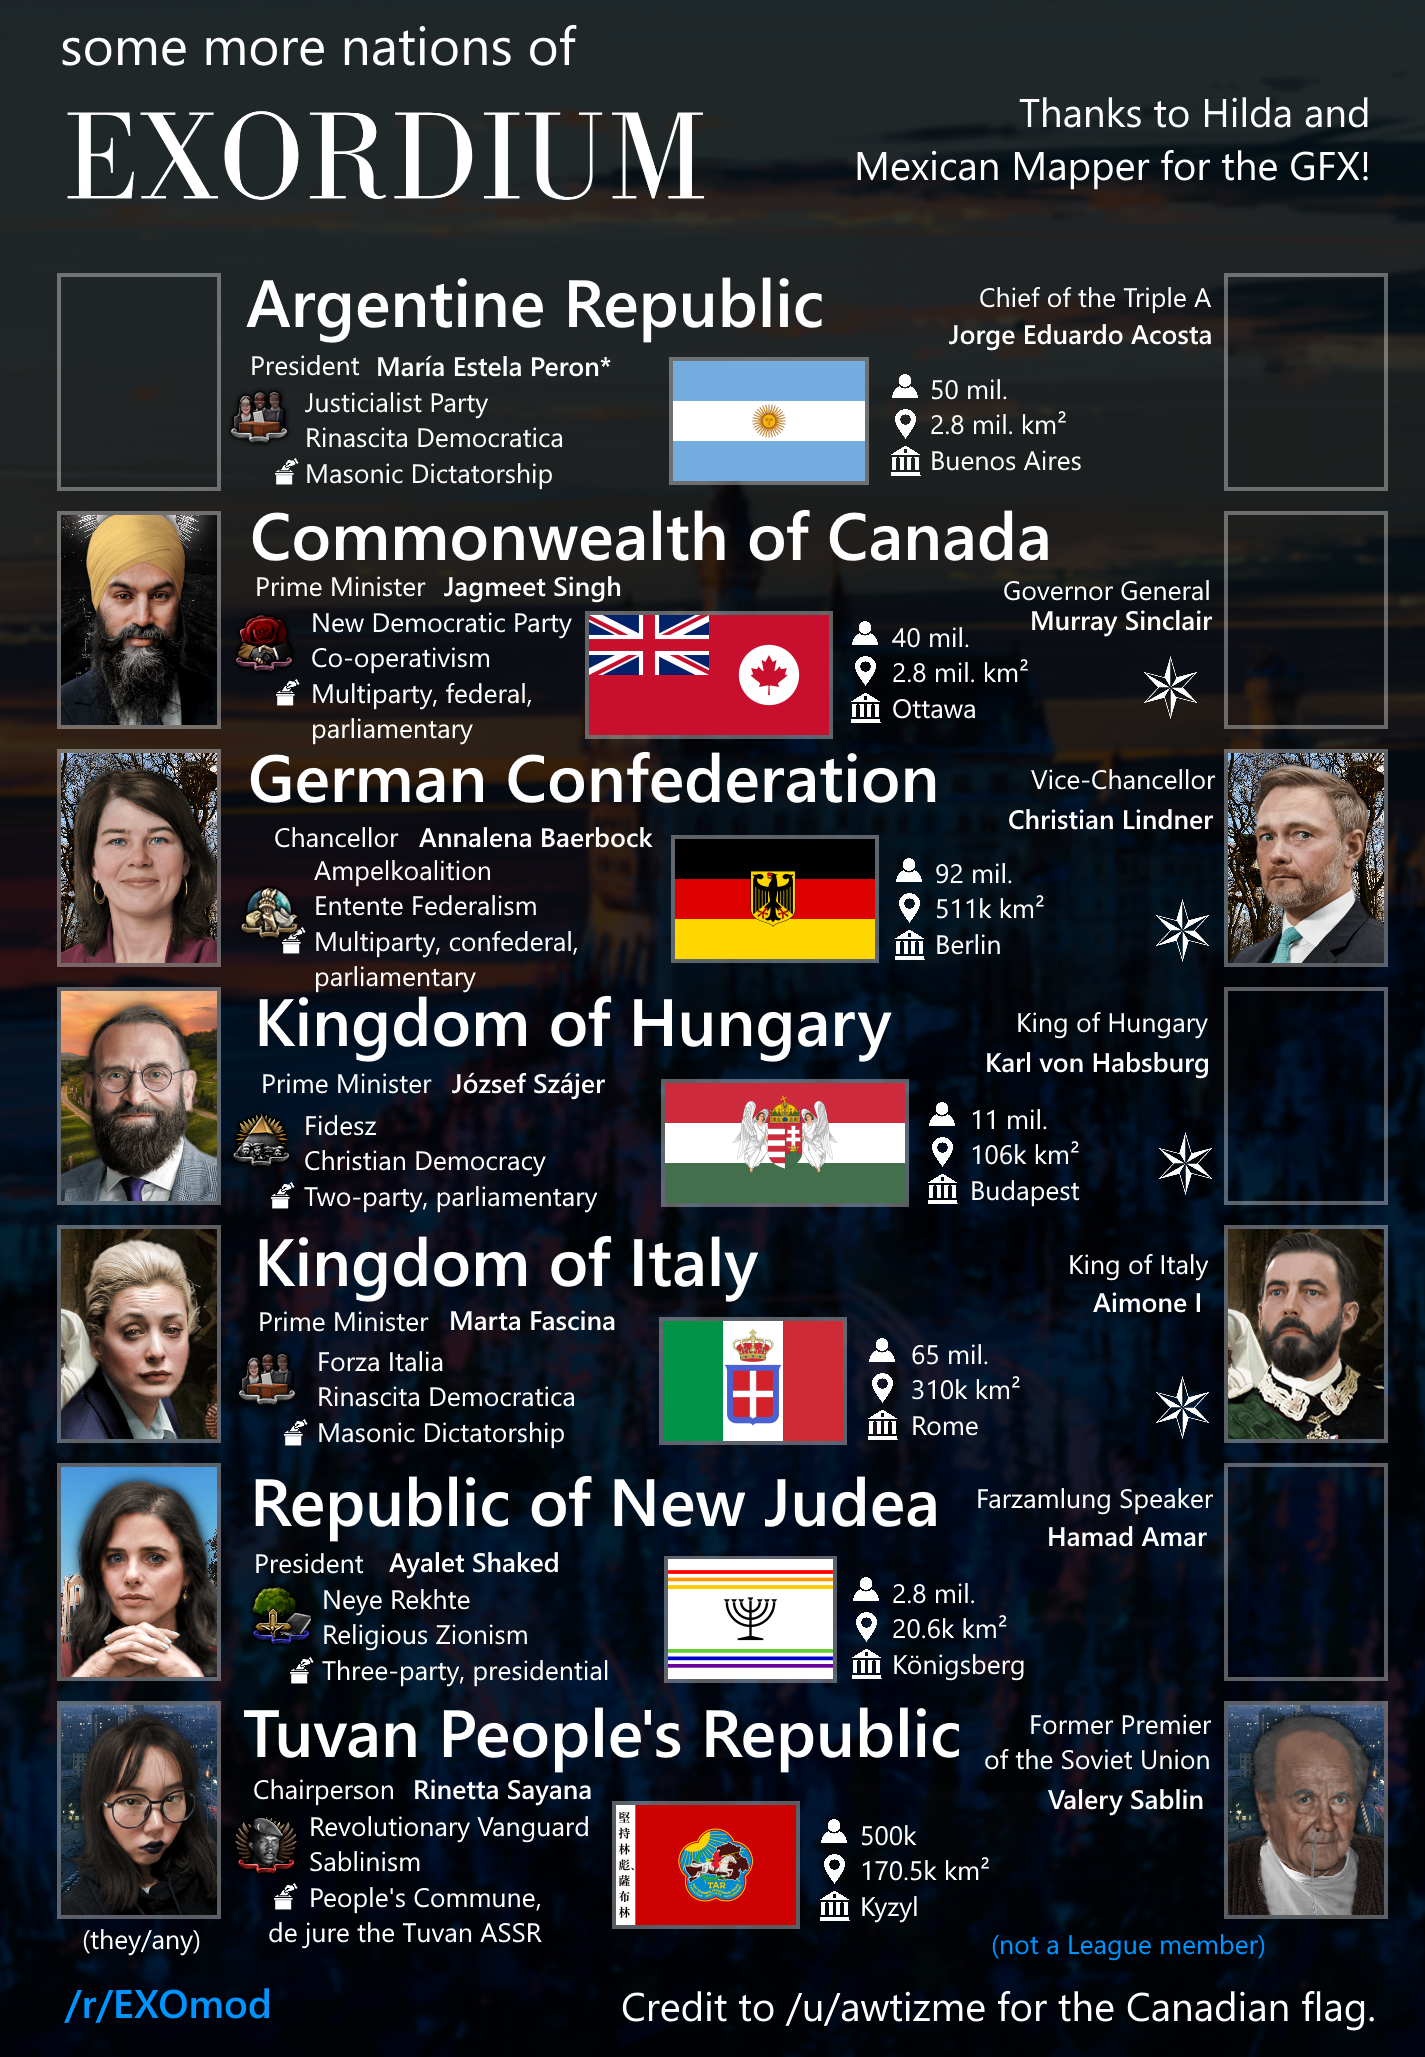 some more nations of
EXORDIUM
Thanks to Hilda and
Mexican Mapper for the GFX!
Argentine Republic
President María Estela Peron*
Justicialist Party
Rinascita Democratica
Masonic Dictatorship
50 mil.
2.8 mil. km²
Buenos Aires
Chief of the Triple A
Jorge Eduardo Acosta
Commonwealth of Canada
Prime Minister Jagmeet Singh
New Democratic Party
Co-operativism
Multiparty, federal,
parliamentary
40 mil.
2.8 mil. km²
Ottawa
Governor General
Murray Sinclair
German Confederation
Chancellor Annalena Baerbock
Ampelkoalition
Entente Federalism
Multiparty, confederal,
parliamentary
92 mil.
511k km²
Berlin
Vice-Chancellor
Christian Lindner
Kingdom of Hungary
Prime Minister József Szájer
Fidesz
Christian Democracy
Two-party, parliamentary
11 mil.
106k km²
Budapest
King of Hungary
Karl von Habsburg
Kingdom of Italy
Prime Minister Marta Fascina
Forza Italia
Rinascita Democratica
Masonic Dictatorship
65 mil.
310k km²
Rome
King of Italy
Aimone I
Republic of New Judea
President Ayalet Shaked
Neye Rekhte
Religious Zionism
Three-party, presidential
2.8 mil.
20.6k km²
Königsberg
Farzamlung Speaker
Hamad Amar
Tuvan People's Republic
Chairperson Rinetta Sayana
Revolutionary Vanguard
Sablinism
People's Commune,
de jure the Tuvan ASSR
(they/any)
堅持林彪、薩布林
TAR
500k
170.5k km²
Kyzyl
Former Premier
of the Soviet Union
Valery Sablin
(not a League member)
/r/EXOmod
Credit to /u/awtizme for the Canadian flag.